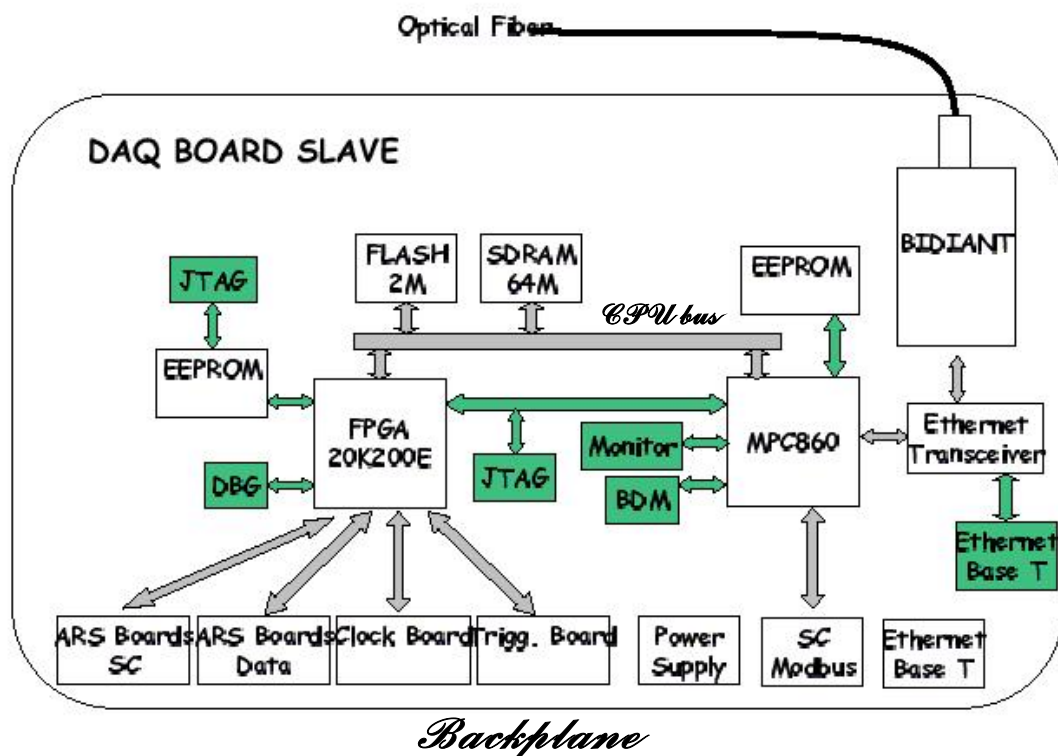 Optical Fiber
DAQ BOARD SLAVE
BIDIANT
FLASH
2M
SDRAM
64M
EEPROM
JTAG
CPU bus
EEPROM
FPGA
20K200E
MPC860
Ethernet
Transceiver
Monitor
DBG
JTAG
BDM
Ethernet
Base T
ARS Boards
SC
ARS Boards
Data
Clock Board
Trigg. Board
Power
Supply
SC
Modbus
Ethernet
Base T
Backplane